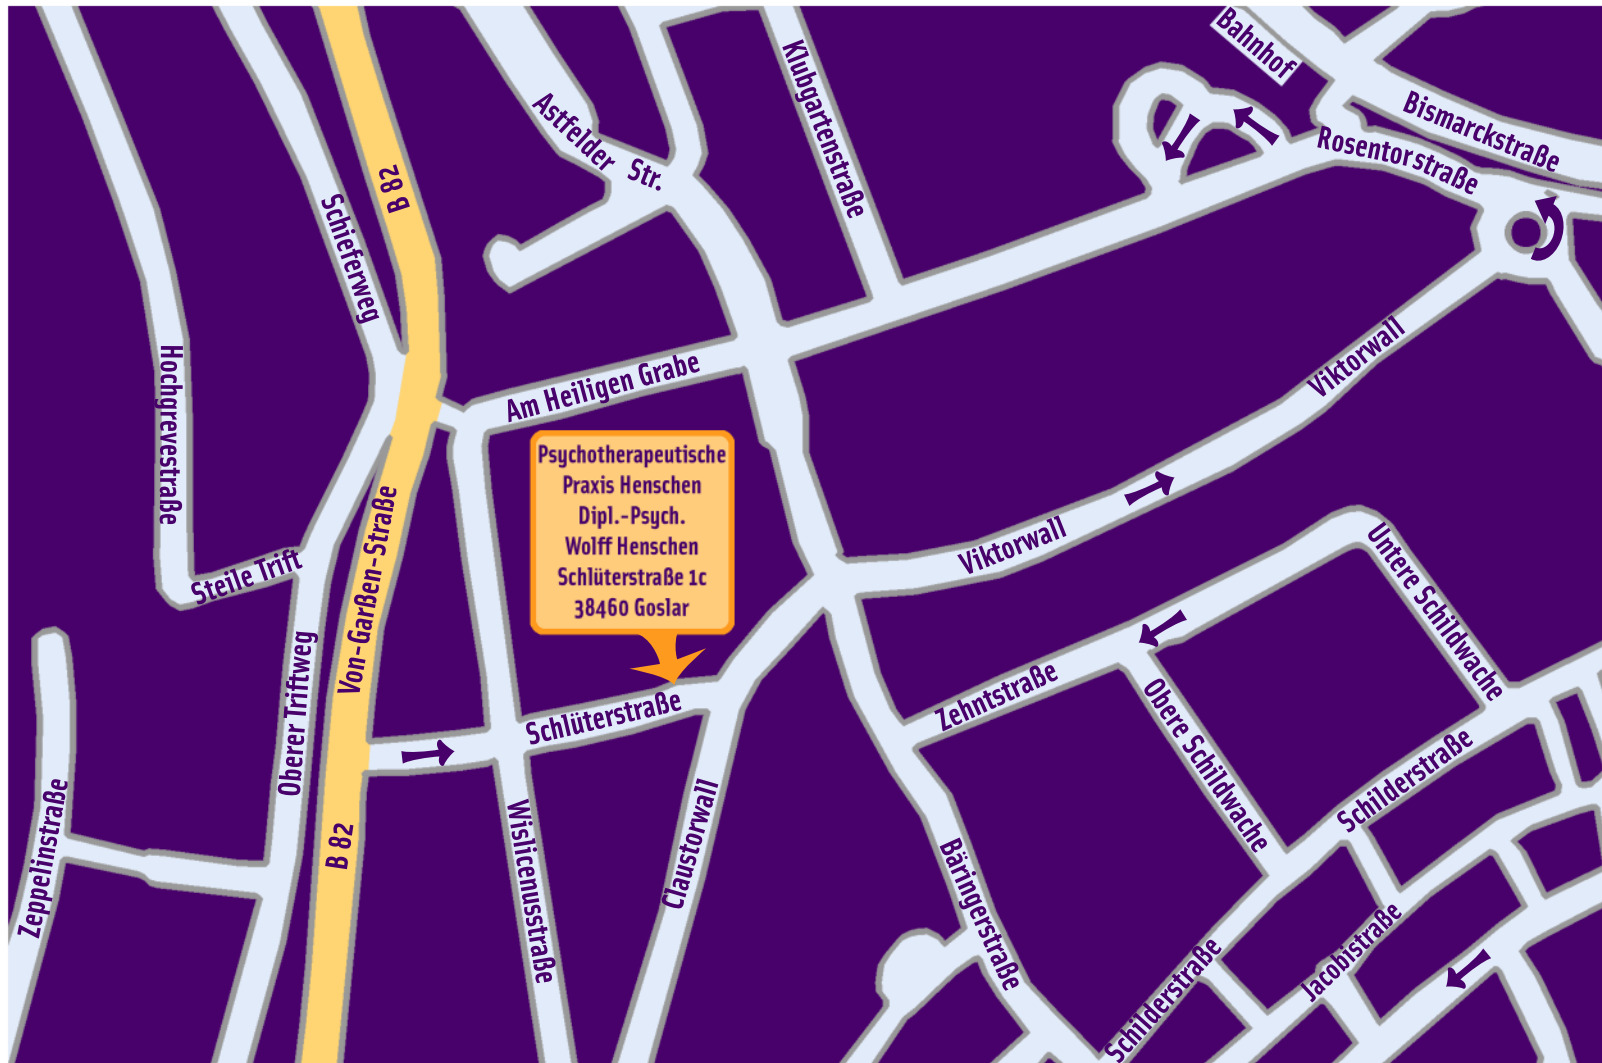 Bahnhof
Bismarckstraße
Rosentorstraße
Klubgartenstraße
Astfelder Str.
B 82
Schieferweg
Hochgrevestraße
Am Heiligen Grabe
Viktorwall
Psychotherapeutische
Praxis Henschen
Dipl.-Psych.
Wolff Henschen
Schlüterstraße 1c
38460 Goslar
Viktorwall
Steile Trift
Von-Garßen-Straße
Untere Schildwache
Oberer Triftweg
Zehntstraße
Schlüterstraße
Obere Schildwache
Schilderstraße
Zeppelinstraße
B 82
Wislicenusstraße
Claustorwall
Bäringerstraße
Jacobistraße
Schilderstraße